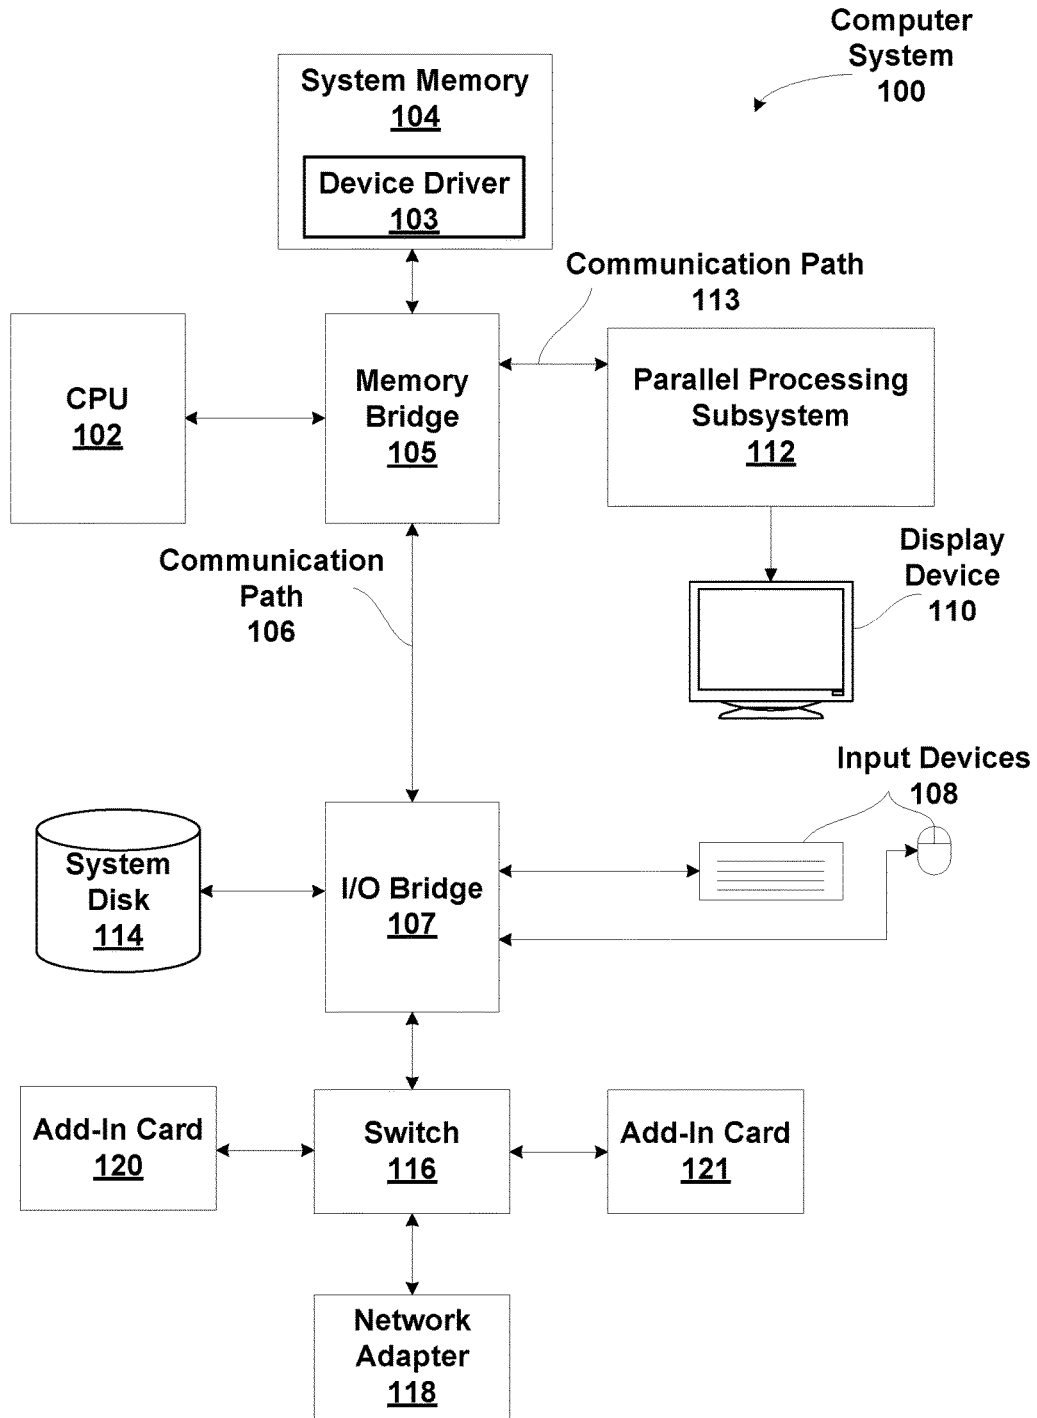 Computer
System
100
System Memory
104
Device Driver
103
Communication Path
113
CPU
102
Memory
Bridge
105
Parallel Processing
Subsystem
112
Communication
Path
106
Display
Device
110
Input Devices
108
System
Disk
114
I/O Bridge
107
Add-In Card
120
Switch
116
Add-In Card
121
Network
Adapter
118